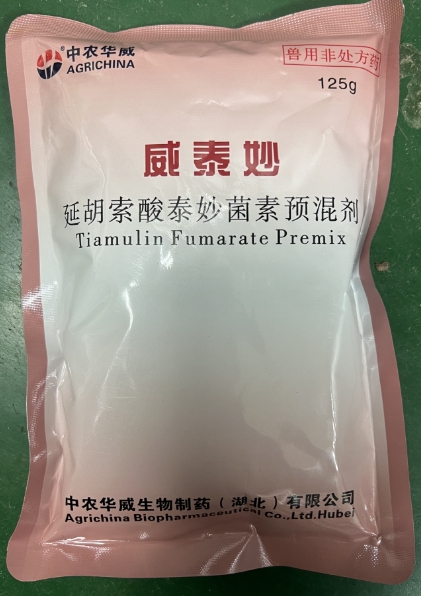 中农华威
AGRICHINA
兽用非处方药
125g
威泰妙
延胡索酸泰妙菌素预混剂
Tiamulin Fumarate Premix
中农华威生物制药（湖北）有限公司
Agrichina Biopharmaceutical Co.,Ltd.Hubei